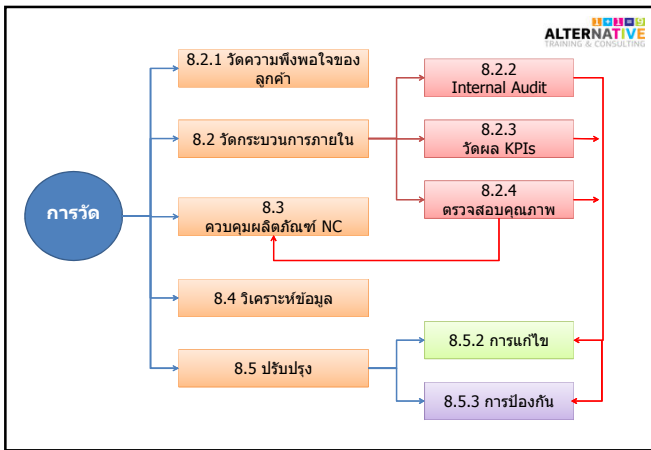 1+1=9
ALTERNATIVE
TRAINING & CONSULTING
8.2.1 วัดความพึงพอใจของ
ลูกค้า
8.2.2
Internal Audit
8.2 วัดกระบวนการภายใน
8.2.3
วัดผล KPIs
การวัด
8.3
ควบคุมผลิตภัณฑ์ NC
8.2.4
ตรวจสอบคุณภาพ
8.4 วิเคราะห์ข้อมูล
8.5 ปรับปรุง
8.5.2 การแก้ไข
8.5.3 การป้องกัน